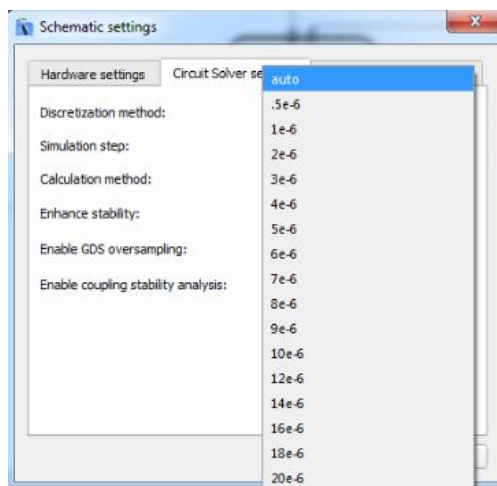 Schematic settings
Hardware settings
Circuit Solver se
Discretization method:
Simulation step:
Calculation method:
Enhance stability:
Enable GDS oversampling:
Enable coupling stability analysis:
auto
.5e-6
1e-6
2e-6
3e-6
4e-6
5e-6
6e-6
7e-6
8e-6
9e-6
10e-6
12e-6
14e-6
16e-6
18e-6
20e-6